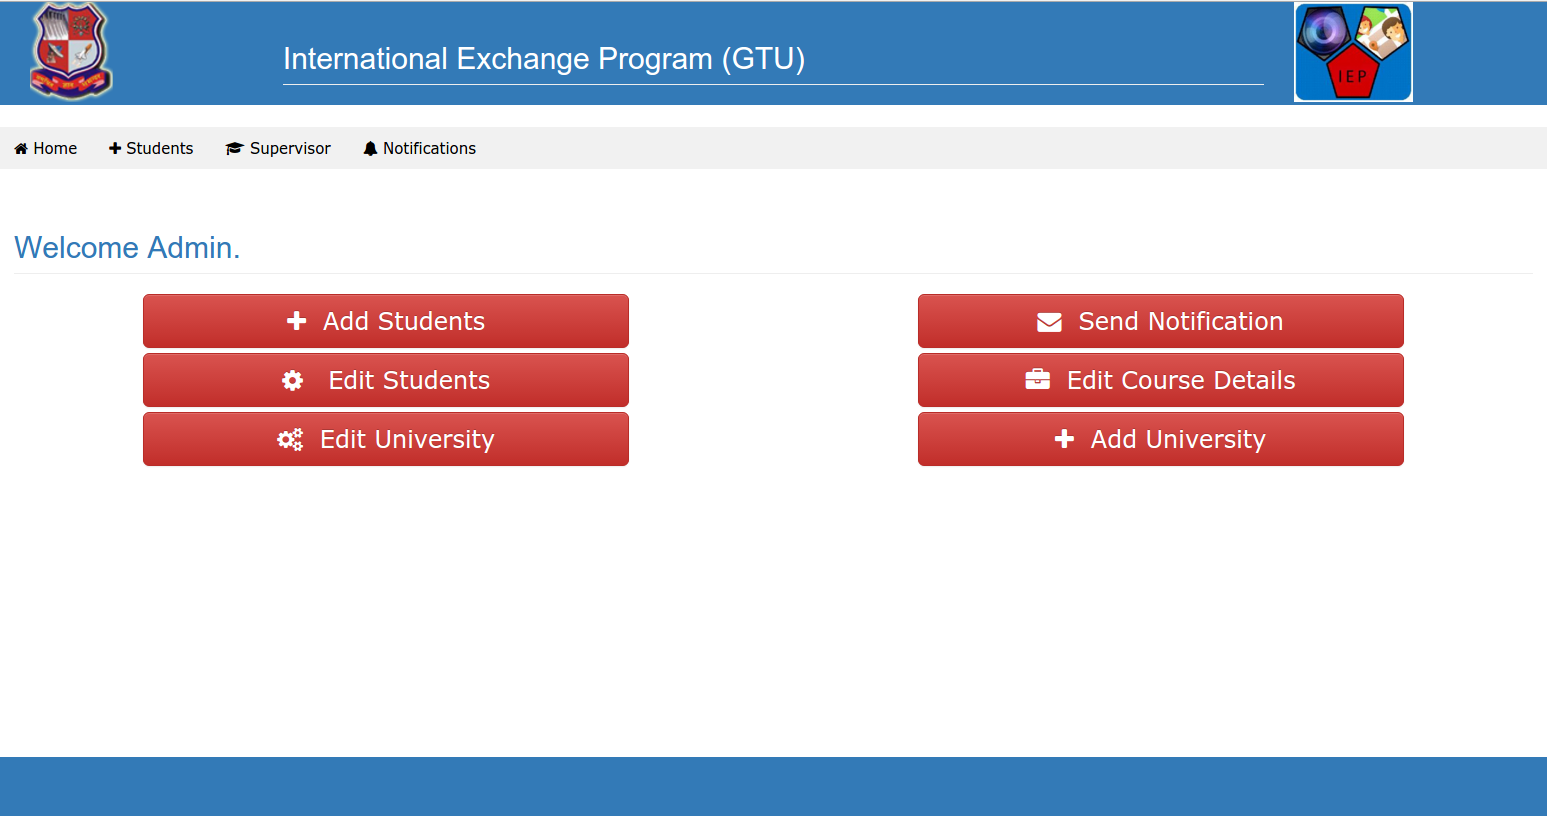 International Exchange Program (GTU)
IEP
Home Students Supervisor Notifications
Welcome Admin.
Add Students
Edit Students
Edit University
Send Notification
Edit Course Details
Add University